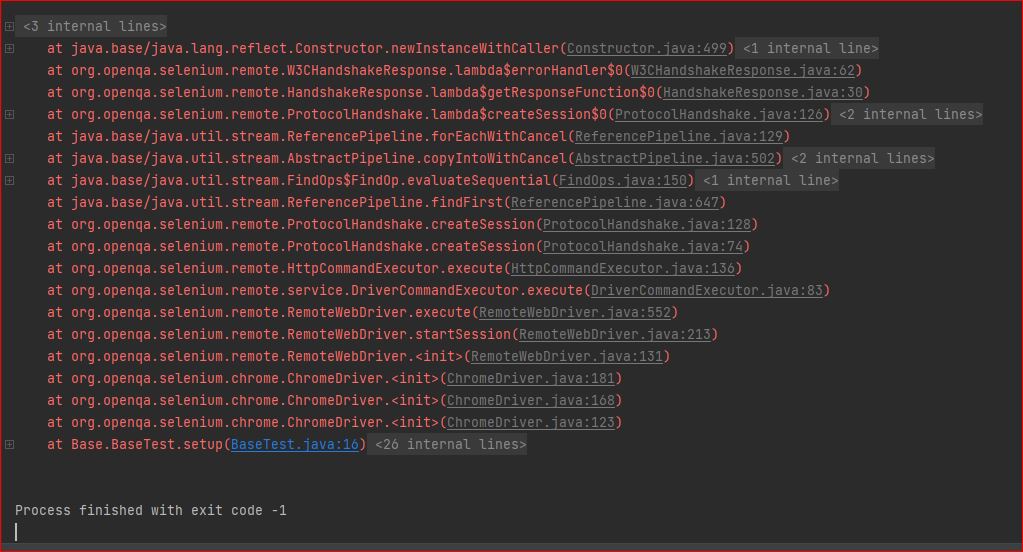 <3 internal lines>
at java.base/java.lang.reflect.Constructor.newInstanceWithCaller(Constructor.java:499) <1 internal line>
at org.openqa.selenium.remote.W3CHandshakeResponse.lambda$errorHandler$0(W3CHandshakeResponse.java:62)
at org.openqa.selenium.remote.HandshakeResponse.lambda$getResponseFunction$0(HandshakeResponse.java:30)
at org.openqa.selenium.remote.ProtocolHandshake.lambda$createSession$0(ProtocolHandshake.java:126) <2 internal lines>
at java.base/java.util.stream.ReferencePipeline.forEachWithCancel(ReferencePipeline.java:129)
at java.base/java.util.stream.AbstractPipeline.copyIntoWithCancel(AbstractPipeline.java:502) <2 internal lines>
at java.base/java.util.stream.FindOps$FindOp.evaluateSequential(FindOps.java:150) <1 internal line>
at java.base/java.util.stream.ReferencePipeline.findFirst(ReferencePipeline.java:647)
at org.openqa.selenium.remote.ProtocolHandshake.createSession(ProtocolHandshake.java:128)
at org.openqa.selenium.remote.ProtocolHandshake.createSession(ProtocolHandshake.java:74)
at org.openqa.selenium.remote.HttpCommandExecutor.execute(HttpCommandExecutor.java:136)
at org.openqa.selenium.remote.service.DriverCommandExecutor.execute(DriverCommandExecutor.java:83)
at org.openqa.selenium.remote.RemoteWebDriver.execute(RemoteWebDriver.java:552)
at org.openqa.selenium.remote.RemoteWebDriver.startSession(RemoteWebDriver.java:213)
at org.openqa.selenium.remote.RemoteWebDriver.<init>(RemoteWebDriver.java:131)
at org.openqa.selenium.chrome.ChromeDriver.<init>(ChromeDriver.java:181)
at org.openqa.selenium.chrome.ChromeDriver.<init>(ChromeDriver.java:168)
at org.openqa.selenium.chrome.ChromeDriver.<init>(ChromeDriver.java:123)
at Base.BaseTest.setup(BaseTest.java:16) <26 internal lines>
Process finished with exit code -1